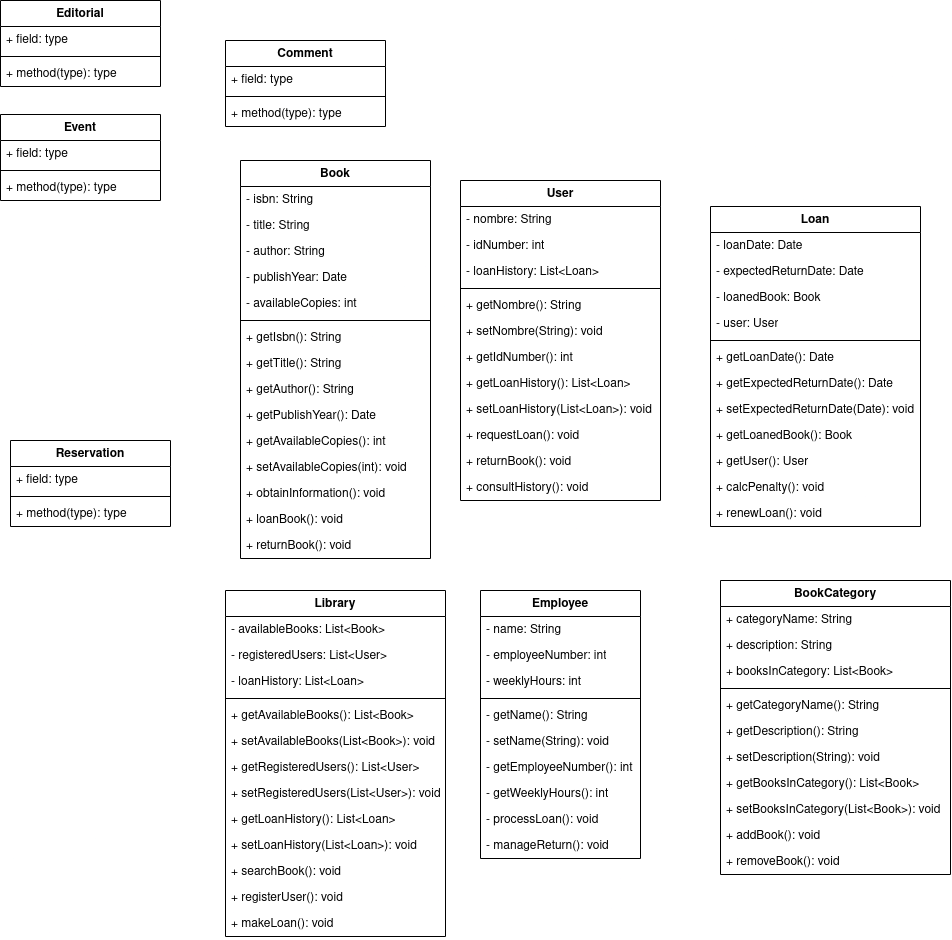 Editorial
+ field: type
+ method(type): type
Comment
+ field: type
+ method(type): type
Event
+ field: type
+ method(type): type
Book
- isbn: String
- title: String
- author: String
- publishYear: Date
- availableCopies: int
+ getIsbn(): String
+ getTitle(): String
+ getAuthor(): String
+ getPublishYear(): Date
+ getAvailableCopies(): int
+ setAvailableCopies(int): void
+ obtainInformation(): void
+ loanBook(): void
+ returnBook(): void
User
- nombre: String
- idNumber: int
- loanHistory: List<Loan>
+ getNombre(): String
+ setNombre(String): void
+ getIdNumber(): int
+ getLoanHistory(): List<Loan>
+ setLoanHistory(List<Loan>): void
+ requestLoan(): void
+ returnBook(): void
+ consultHistory(): void
Loan
- loanDate: Date
- expectedReturnDate: Date
- loanedBook: Book
- user: User
+ getLoanDate(): Date
+ getExpectedReturnDate(): Date
+ setExpectedReturnDate(Date): void
+ getLoanedBook(): Book
+ getUser(): User
+ calcPenalty(): void
+ renewLoan(): void
Reservation
+ field: type
+ method(type): type
Library
- availableBooks: List<Book>
- registeredUsers: List<User>
- loanHistory: List<Loan>
+ getAvailableBooks(): List<Book>
+ setAvailableBooks(List<Book>): void
+ getRegisteredUsers(): List<User>
+ setRegisteredUsers(List<User>): void
+ getLoanHistory(): List<Loan>
+ setLoanHistory(List<Loan>): void
+ searchBook(): void
+ registerUser(): void
+ makeLoan(): void
Employee
- name: String
- employeeNumber: int
- weeklyHours: int
- getName(): String
- setName(String): void
- getEmployeeNumber(): int
- getWeeklyHours(): int
- processLoan(): void
- manageReturn(): void
BookCategory
+ categoryName: String
+ description: String
+ booksInCategory: List<Book>
+ getCategoryName(): String
+ getDescription(): String
+ setDescription(String): void
+ getBooksInCategory(): List<Book>
+ setBooksInCategory(List<Book>): void
+ addBook(): void
+ removeBook(): void